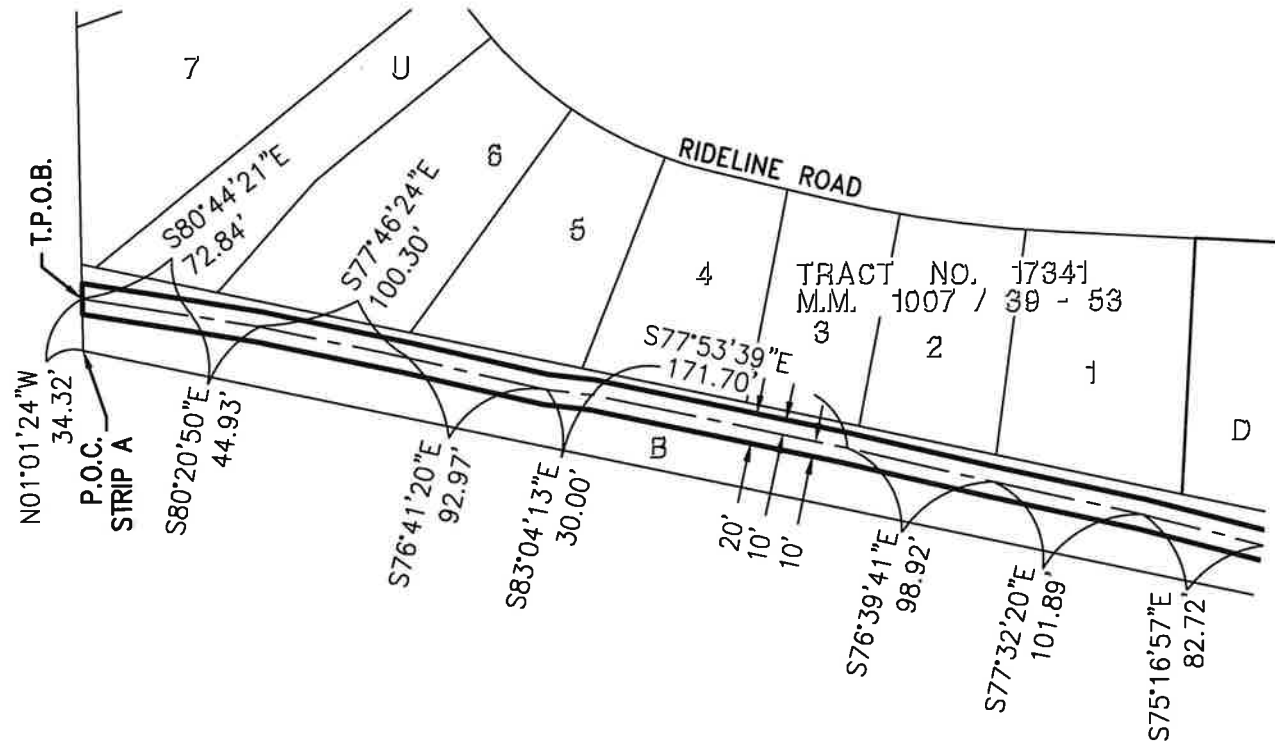 7
U
6
5
4
3
2
1
D
B
RIDELINE ROAD
TRACT NO. 17341
M.M. 1007 / 39 - 53
T.P.O.B.
N01°01'24"W
34.32'
P.O.C.
STRIP A
S80°44'21"E
72.84'
S80°20'50"E
44.93'
S77°46'24"E
100.30'
S76°41'20"E
92.97'
S83°04'13"E
30.00'
S77°53'39"E
171.70'
20'
10'
10'
S76°39'41"E
98.92'
S77°32'20"E
101.89'
S75°16'57"E
82.72'